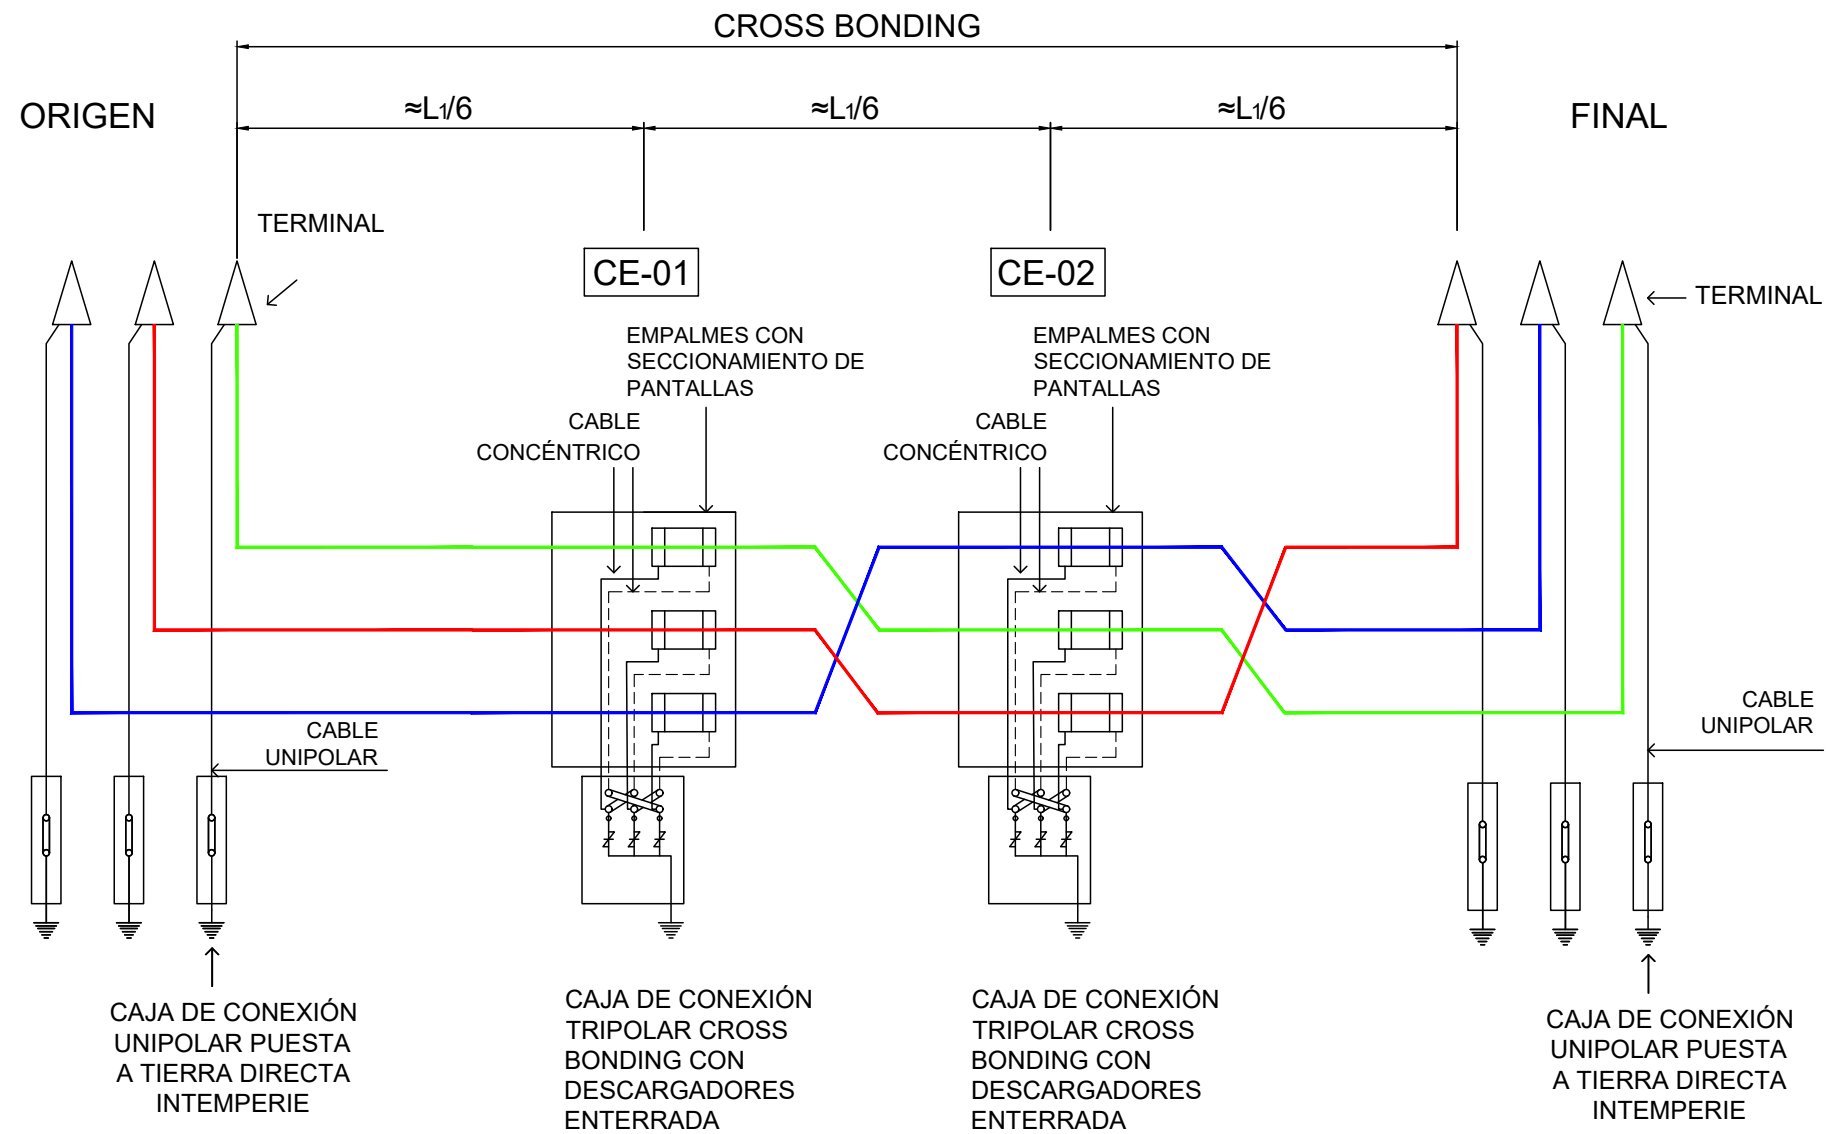 CROSS BONDING
ORIGEN
≈L1/6
≈L1/6
≈L1/6
FINAL
TERMINAL
CE-01
CE-02
TERMINAL
EMPALMES CON
SECCIONAMIENTO DE
PANTALLAS
EMPALMES CON
SECCIONAMIENTO DE
PANTALLAS
CABLE
CONCÉNTRICO
CABLE
CONCÉNTRICO
CABLE
UNIPOLAR
CABLE
UNIPOLAR
CAJA DE CONEXIÓN
UNIPOLAR PUESTA
A TIERRA DIRECTA
INTEMPERIE
CAJA DE CONEXIÓN
TRIPOLAR CROSS
BONDING CON
DESCARGADORES
ENTERRADA
CAJA DE CONEXIÓN
TRIPOLAR CROSS
BONDING CON
DESCARGADORES
ENTERRADA
CAJA DE CONEXIÓN
UNIPOLAR PUESTA
A TIERRA DIRECTA
INTEMPERIE